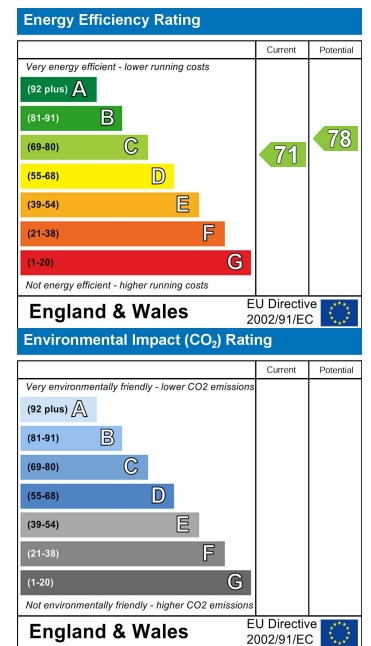 Energy Efficiency Rating
Current Potential
Very energy efficient - lower running costs
(92 plus) A
(81-91) B
(69-80) C
(55-68) D
(39-54) E
(21-38) F
(1-20) G
71 78
Not energy efficient - higher running costs
England & Wales EU Directive 2002/91/EC
Environmental Impact (CO₂) Rating
Current Potential
Very environmentally friendly - lower CO2 emissions
(92 plus) A
(81-91) B
(69-80) C
(55-68) D
(39-54) E
(21-38) F
(1-20) G
Not environmentally friendly - higher CO2 emissions
England & Wales EU Directive 2002/91/EC